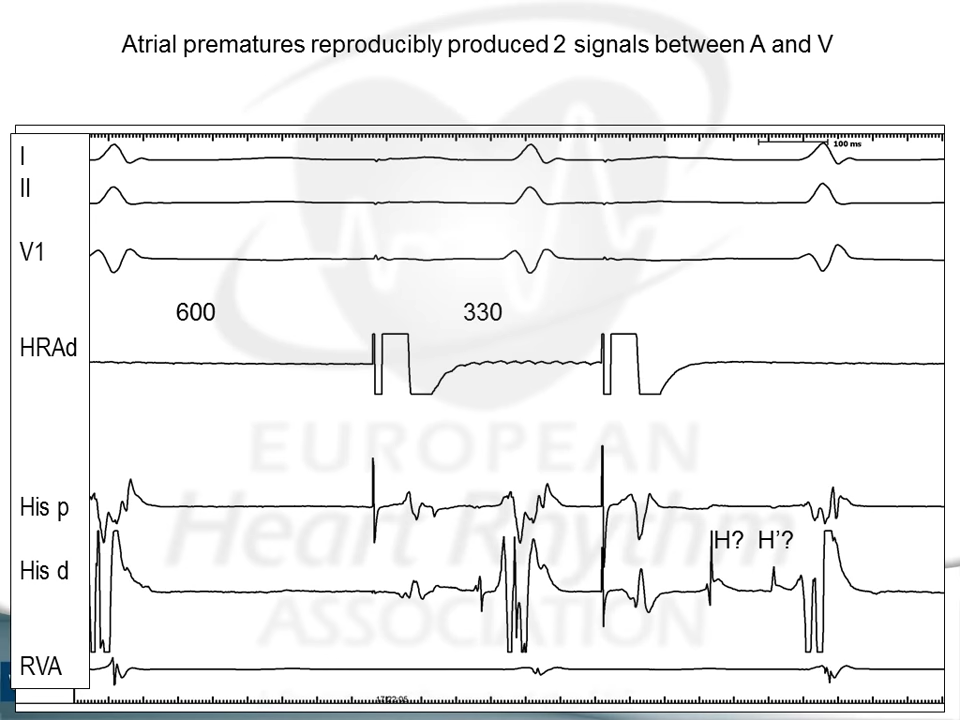 Atrial prematures reproducibly produced 2 signals between A and V
I
100 ms
II
V1
600 330
HRAd
EUROPEAN
His p
Heart Rhythm
H? H'?
His d
ASSOCIATION
RVA